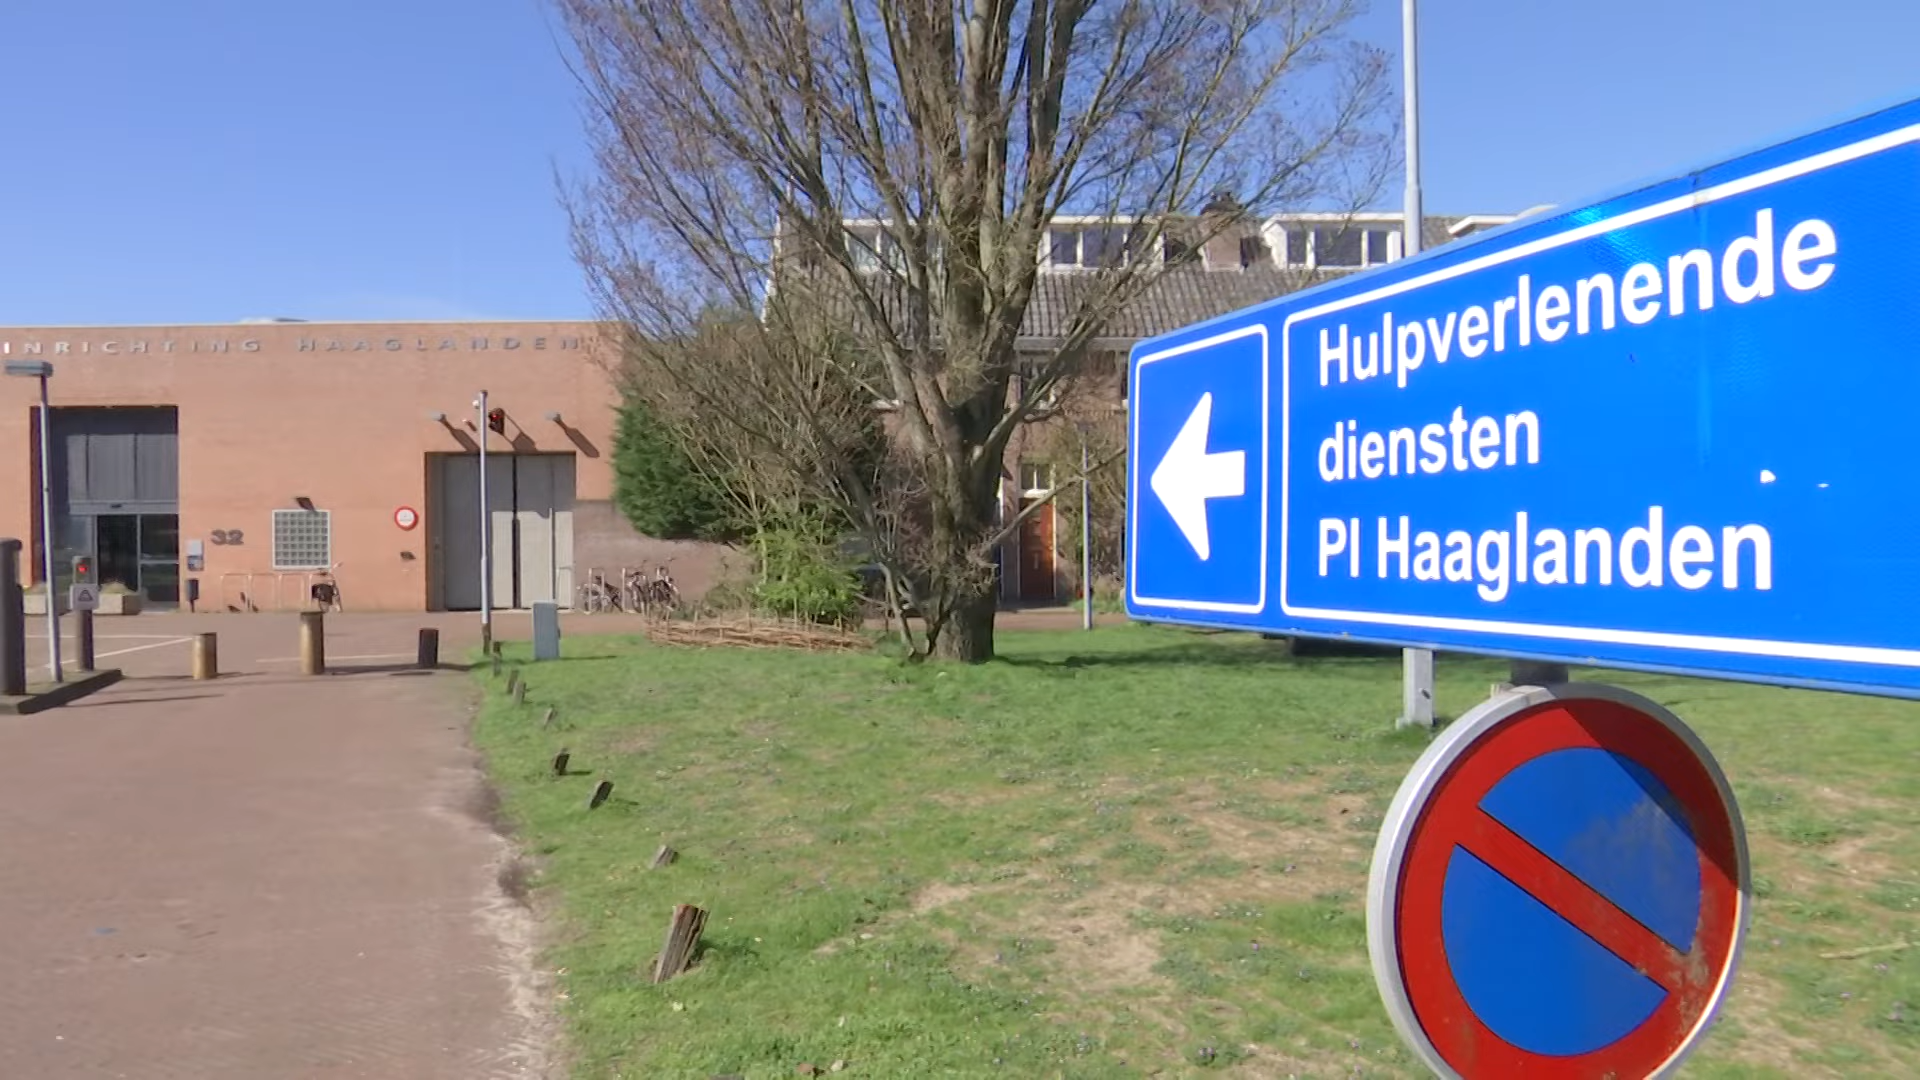 INRICHTING HAAGLANDEN
32
Hulpverlenende
diensten
PI Haaglanden